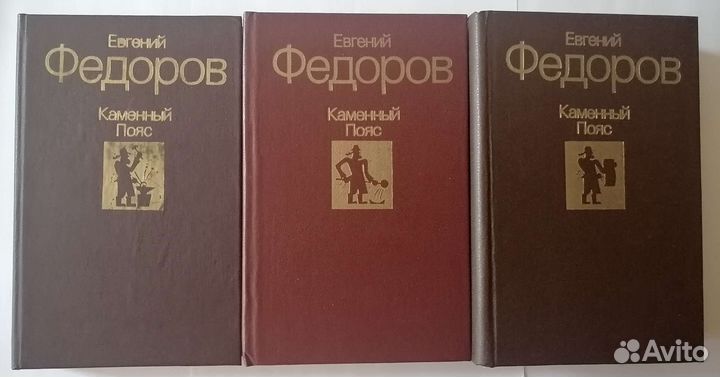 Евгений
Федоров
Каменный
Пояс
Евгений
Федоров
Каменный
Пояс
Евгений
Федоров
Каменный
Пояс
Avito